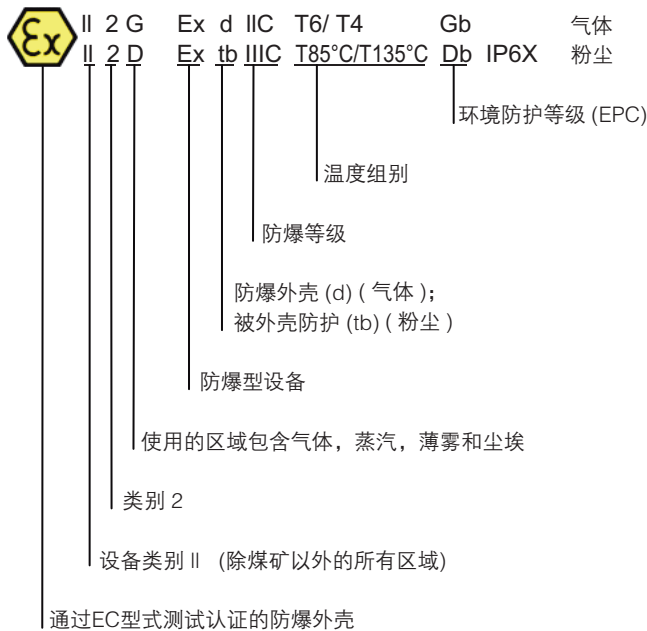 Ex II 2 G Ex d IIC T6/ T4 Gb 气体
II 2 D Ex tb IIIC T85°C/T135°C Db IP6X 粉尘
环境防护等级 (EPC)
温度组别
防爆等级
防爆外壳 (d) ( 气体 );
被外壳防护 (tb) ( 粉尘 )
防爆型设备
使用的区域包含气体，蒸汽，薄雾和尘埃
类别 2
设备类别 II (除煤矿以外的所有区域)
通过EC型式测试认证的防爆外壳